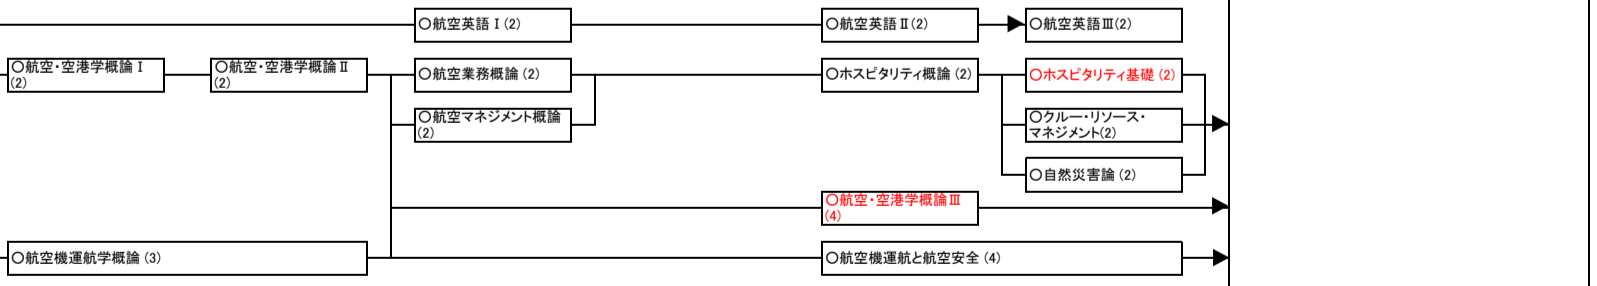 ○航空英語Ⅰ(2)
○航空英語Ⅱ(2)
○航空英語Ⅲ(2)
○航空・空港学概論Ⅰ
(2)
○航空・空港学概論Ⅱ
(2)
○航空業務概論(2)
○ホスピタリティ概論(2)
○ホスピタリティ基礎(2)
○航空マネジメント概論
(2)
○クルー・リソース・
マネジメント(2)
○自然災害論(2)
○航空・空港学概論Ⅲ
(4)
○航空機運航学概論(3)
○航空機運航と航空安全(4)